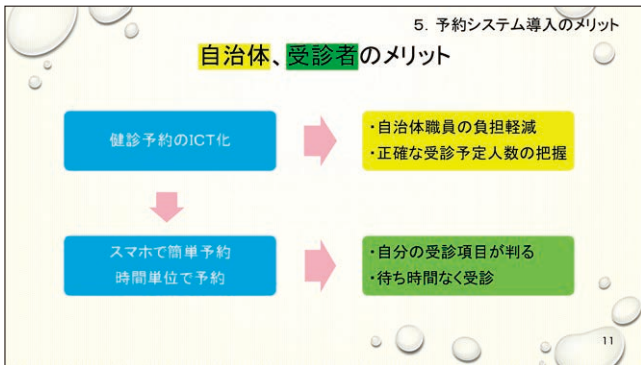 5. 予約システム導入のメリット
自治体、受診者のメリット
健診予約のICT化
・自治体職員の負担軽減
・正確な受診予定人数の把握
スマホで簡単予約
時間単位で予約
・自分の受診項目が判る
・待ち時間なく受診
11